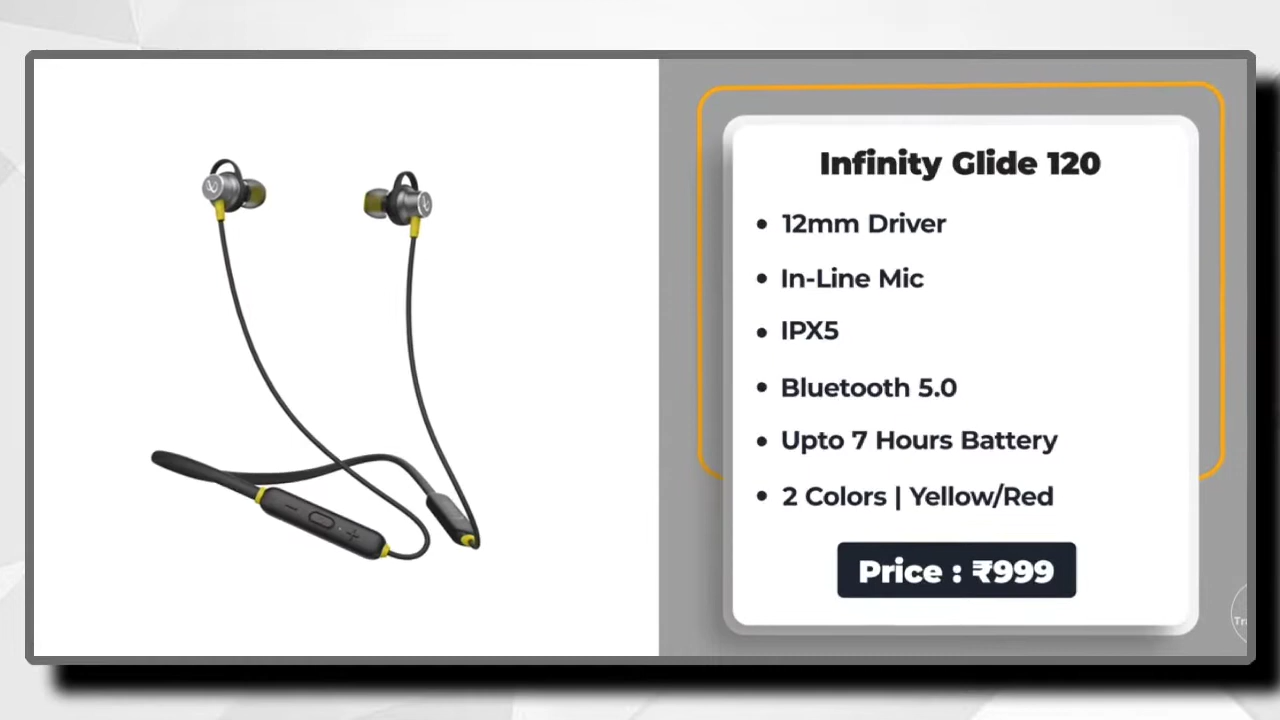 Infinity Glide 120
• 12mm Driver
• In-Line Mic
• IPX5
• Bluetooth 5.0
• Upto 7 Hours Battery
• 2 Colors | Yellow/Red
Price : ₹999